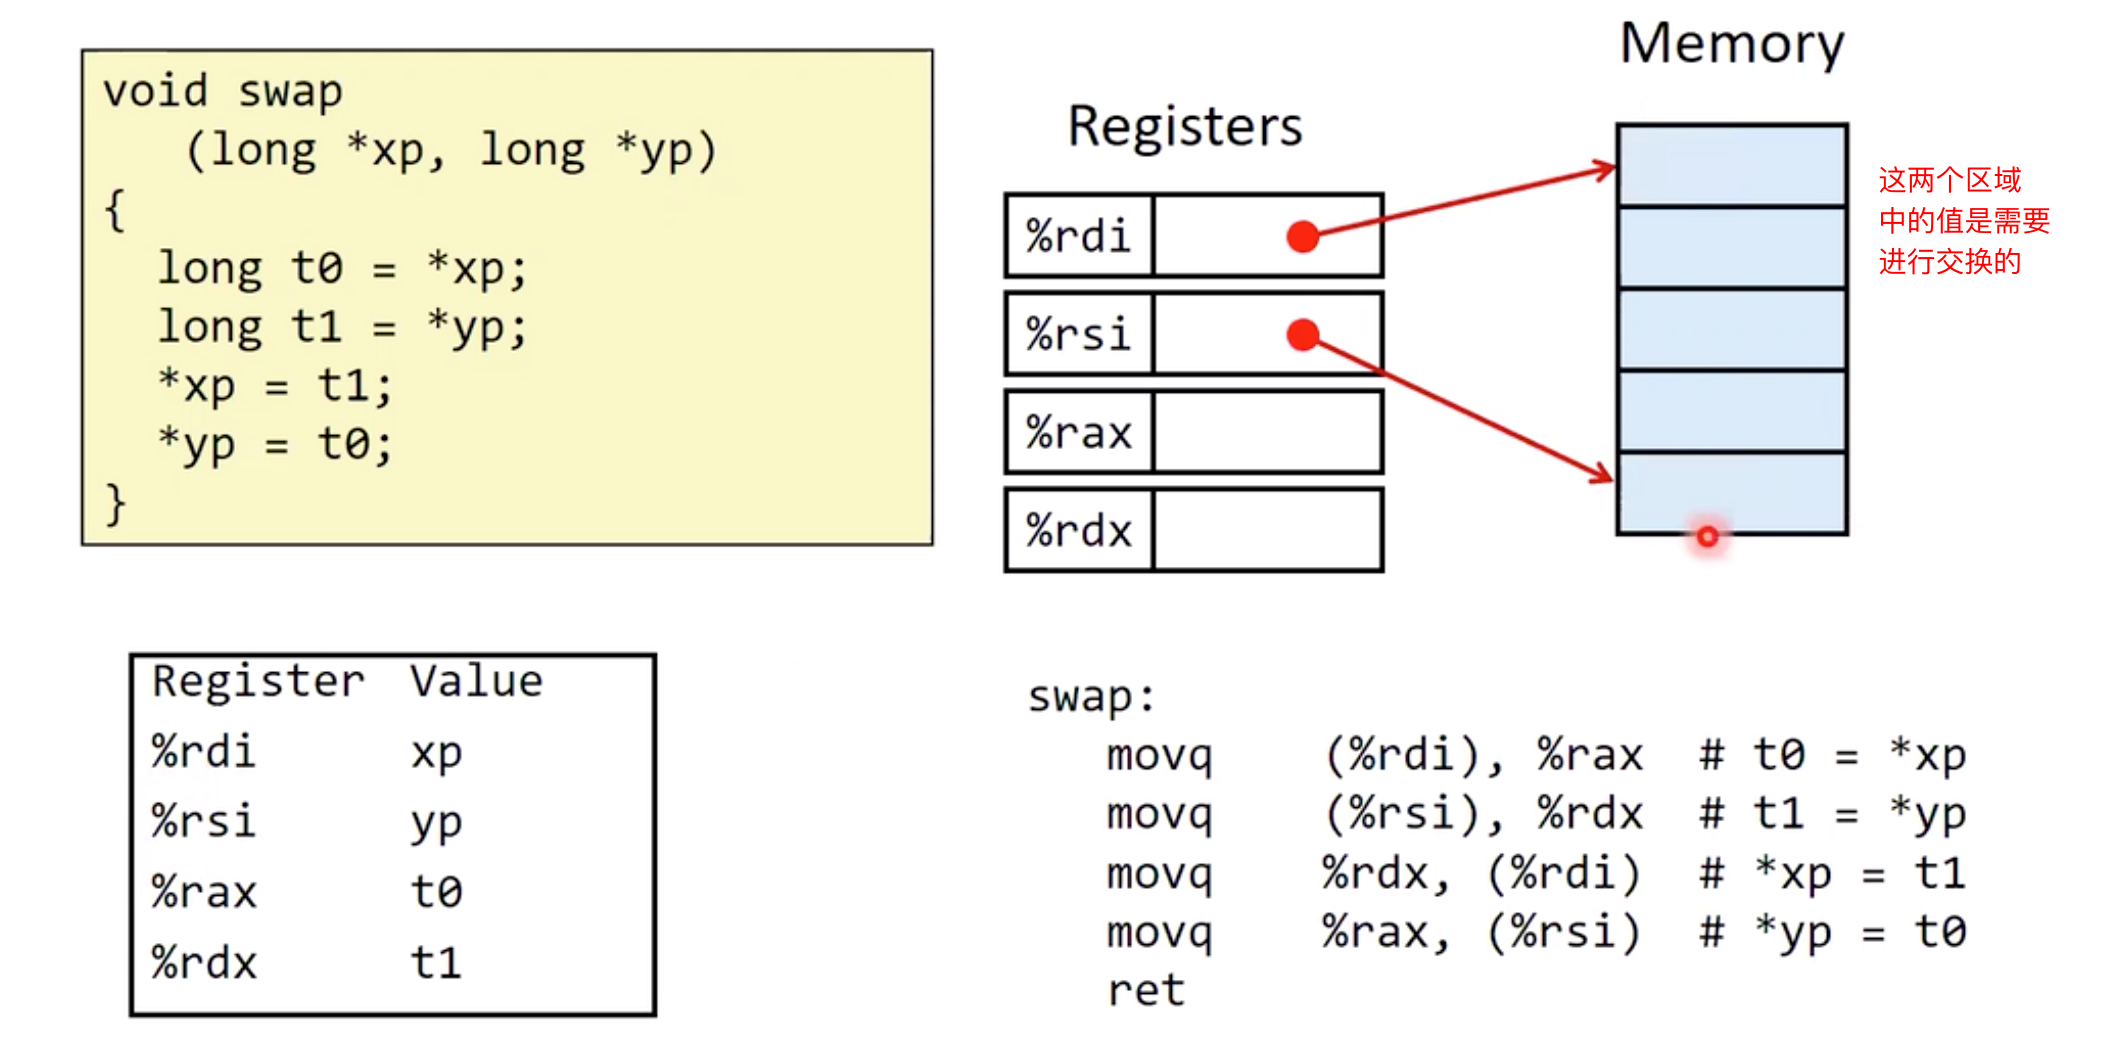 void swap
(long *xp, long *yp)
{
long t0 = *xp;
long t1 = *yp;
*xp = t1;
*yp = t0;
}
Registers
%rdi
%rsi
%rax
%rdx
Memory
这两个区域
中的值是需要
进行交换的
Register Value
%rdi xp
%rsi yp
%rax t0
%rdx t1
swap:
movq (%rdi), %rax # t0 = *xp
movq (%rsi), %rdx # t1 = *yp
movq %rdx, (%rdi) # *xp = t1
movq %rax, (%rsi) # *yp = t0
ret